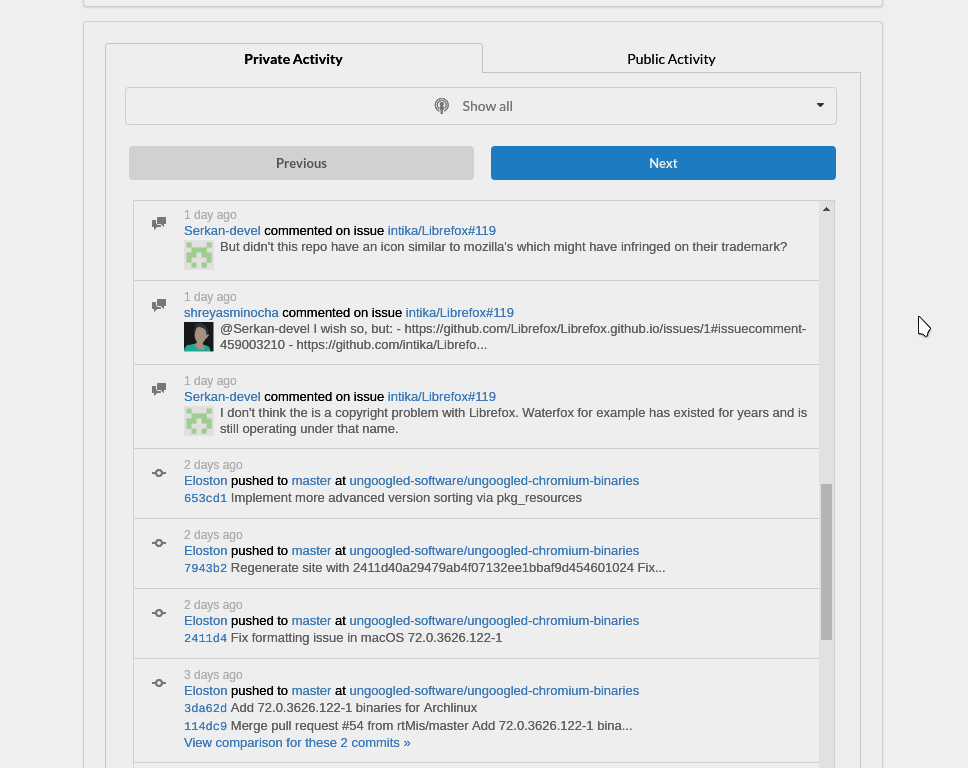 Private Activity
Public Activity
Show all
Previous
Next
1 day ago
Serkan-devel commented on issue intika/Librefox#119
But didn't this repo have an icon similar to mozilla's which might have infringed on their trademark?
1 day ago
shreyasminocha commented on issue intika/Librefox#119
@Serkan-devel I wish so, but: - https://github.com/Librefox/Librefox.github.io/issues/1#issuecomment-
459003210 - https://github.com/intika/Librefo...
1 day ago
Serkan-devel commented on issue intika/Librefox#119
I don't think the is a copyright problem with Librefox. Waterfox for example has existed for years and is
still operating under that name.
2 days ago
Eloston pushed to master at ungoogled-software/ungoogled-chromium-binaries
653cd1 Implement more advanced version sorting via pkg_resources
2 days ago
Eloston pushed to master at ungoogled-software/ungoogled-chromium-binaries
7943b2 Regenerate site with 2411d40a29479ab4f07132ee1bbaf9d454601024 Fix...
2 days ago
Eloston pushed to master at ungoogled-software/ungoogled-chromium-binaries
2411d4 Fix formatting issue in macOS 72.0.3626.122-1
3 days ago
Eloston pushed to master at ungoogled-software/ungoogled-chromium-binaries
3da62d Add 72.0.3626.122-1 binaries for Archlinux
114dc9 Merge pull request #54 from rtMis/master Add 72.0.3626.122-1 bina...
View comparison for these 2 commits »